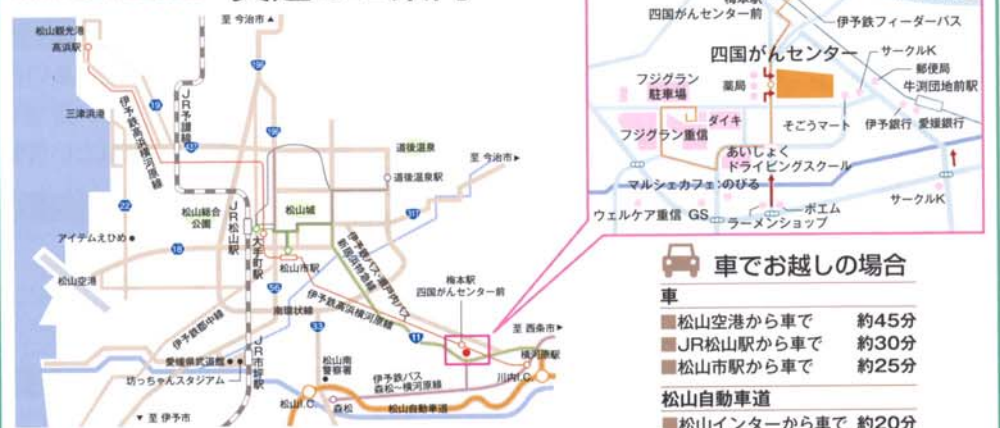 至 今治市▲
松山観光港
高浜駅
196
伊予鉄高浜横河原線
19
JR予讃線
三津浜港
437
196
道後温泉
至 今治市▶
道後温泉駅
22
松山総合
公園
JR松山駅
松山城
317
アイテムえひめ
18
大手町駅
松山市駅
伊予鉄バス・瀬戸内バス
新居浜特急線
松山空港
56
梅本駅
四国がんセンター前
伊予鉄高浜横河原線
南環状線
33
伊予鉄郡中線
11
至 西条市▶
横河原駅
愛媛県武道館
坊っちゃんスタジアム
JR市坪駅
松山南
警察署
伊予鉄バス
森松〜横河原線
川内I.C.
松山I.C.
森松
松山自動車道
▼ 至 伊予市
梅本駅
四国がんセンター前
伊予鉄フィーダーバス
四国がんセンター
サークルK
郵便局
牛渕団地前駅
フジグラン
駐車場
薬局
フジグラン重信
ダイキ
そごうマート
伊予銀行
愛媛銀行
あいしょく
ドライビングスクール
マルシェカフェ:のびる
サークルK
ウェルケア重信
GS
ポエム
ラーメンショップ
車でお越しの場合
車
松山空港から車で 約45分
JR松山駅から車で 約30分
松山市駅から車で 約25分
松山自動車道
松山インターから車で 約20分